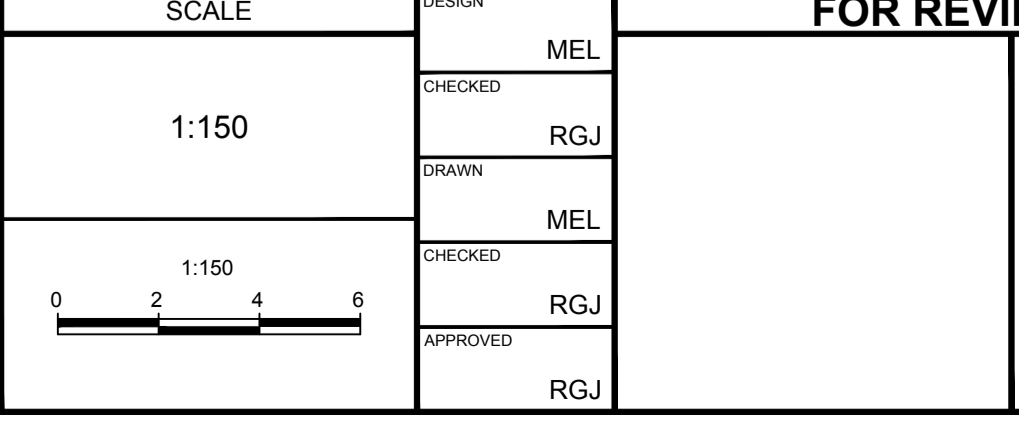 SCALE
1:150
1:150
0 2 4 6
DESIGN
MEL
CHECKED
RGJ
DRAWN
MEL
CHECKED
RGJ
APPROVED
RGJ
FOR